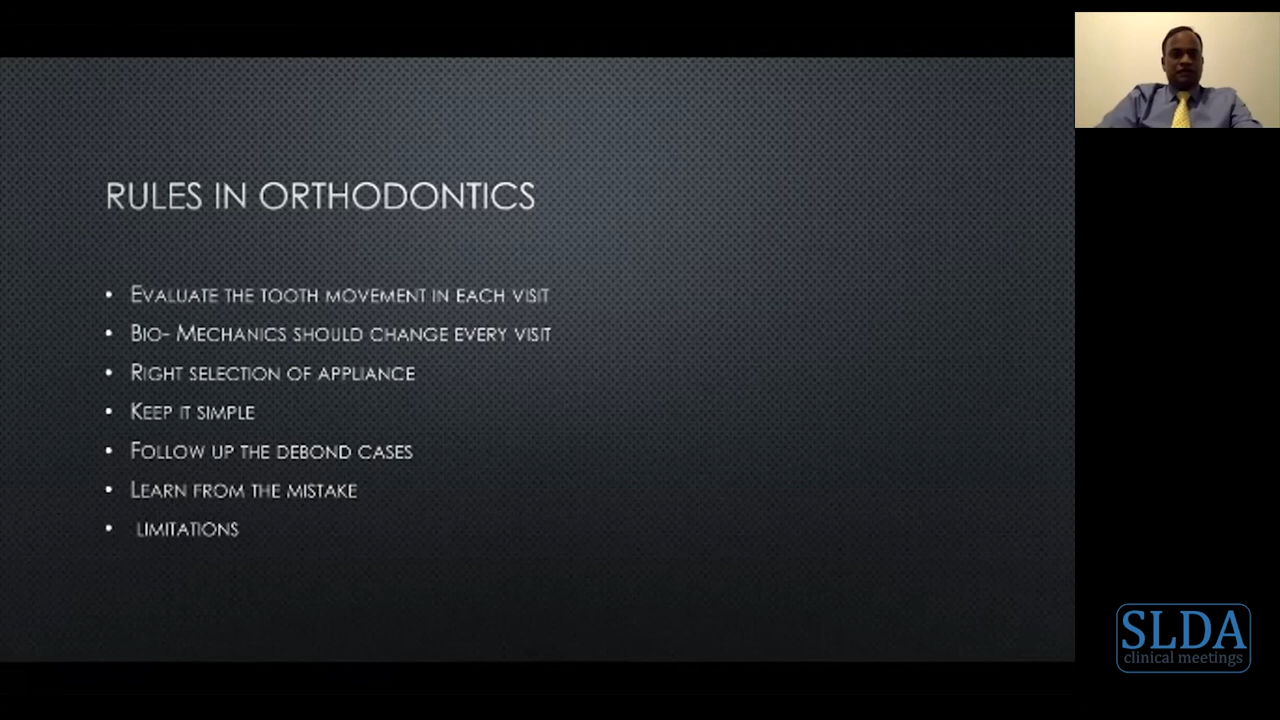 RULES IN ORTHODONTICS
• EVALUATE THE TOOTH MOVEMENT IN EACH VISIT
• BIO- MECHANICS SHOULD CHANGE EVERY VISIT
• RIGHT SELECTION OF APPLIANCE
• KEEP IT SIMPLE
• FOLLOW UP THE DEBOND CASES
• LEARN FROM THE MISTAKE
• LIMITATIONS
SLDA
clinical meetings